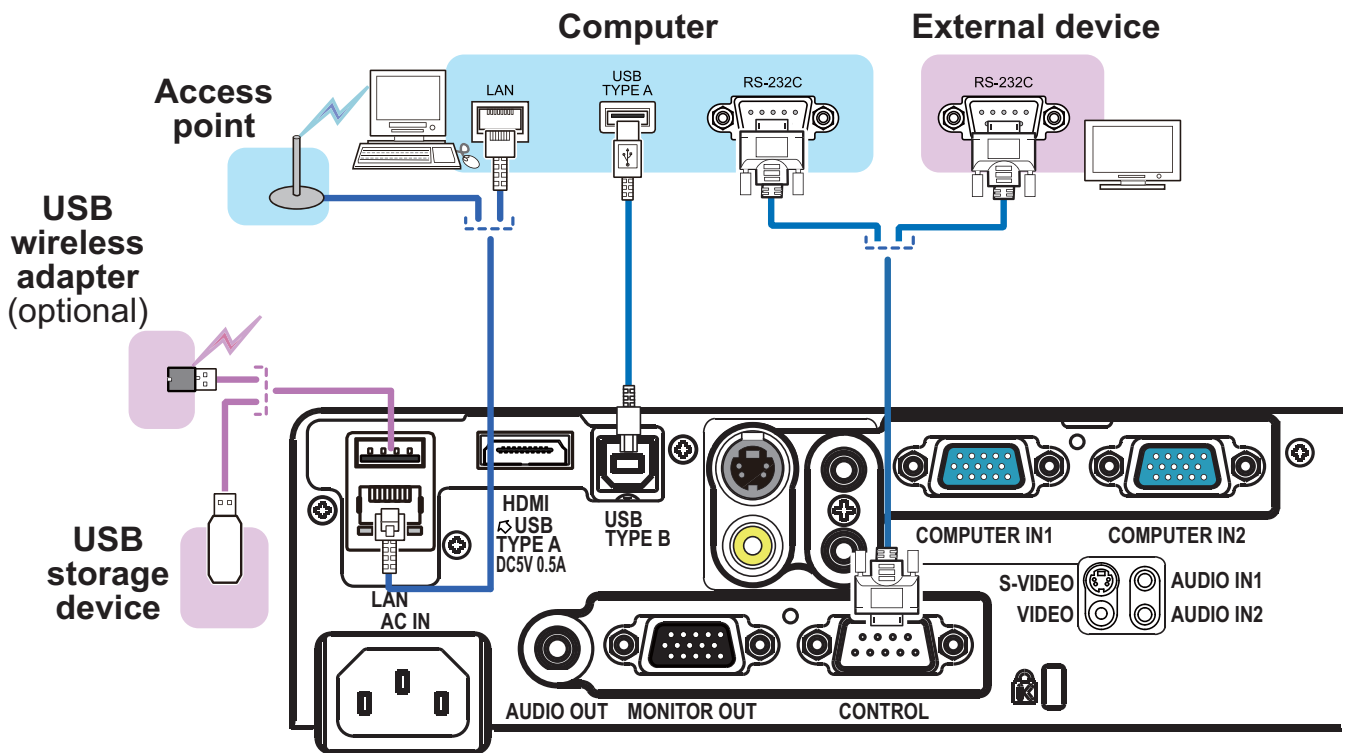 Computer
External device
Access
point
LAN
USB
TYPE A
RS-232C
RS-232C
USB
wireless
adapter
(optional)
USB
storage
device
HDMI
USB
TYPE A
DC5V 0.5A
USB
TYPE B
LAN
AC IN
COMPUTER IN1
COMPUTER IN2
S-VIDEO
AUDIO IN1
VIDEO
AUDIO IN2
AUDIO OUT
MONITOR OUT
CONTROL
K